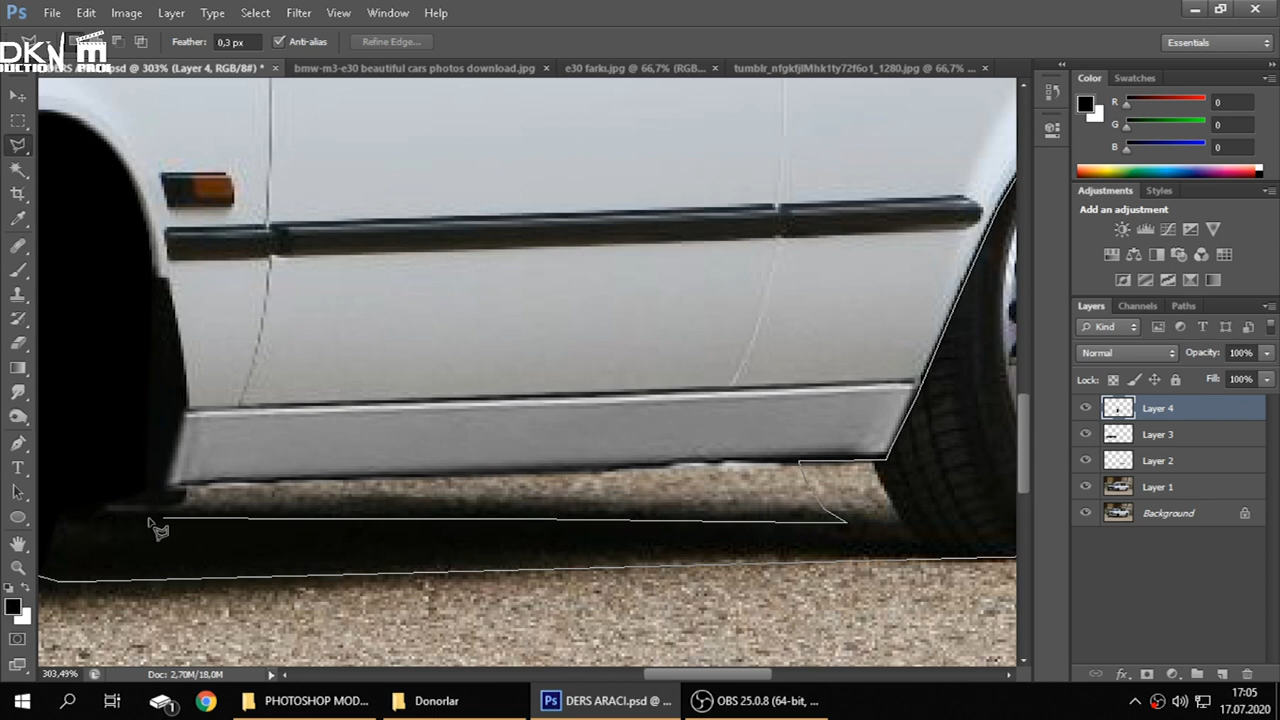 Ps File Edit Image Layer Type Select Filter View Window Help
Feather: 0,3 px Anti-alias Refine Edge... Essentials
DKN m
.psd @ 303% (Layer 4, RGB/8#) * × bmw-m3-e30 beautiful cars photos download.jpg × e30 farkı.jpg @ 66,7% (RGB... × tumblr_nfgkfjlMhk1ty72f6o1_1280.jpg @ 66,7% ... ×
Color Swatches
R 0
G 0
B 0
Adjustments Styles
Add an adjustment
Layers Channels Paths
Kind
Normal Opacity: 100%
Lock: Fill: 100%
Layer 4
Layer 3
Layer 2
Layer 1
Background
303,49% Doc: 2,70M/18,0M
1 PHOTOSHOP MOD... Donorlar Ps DERS ARACI.psd @ ... OBS 25.0.8 (64-bit, ...
17:05
17.07.2020